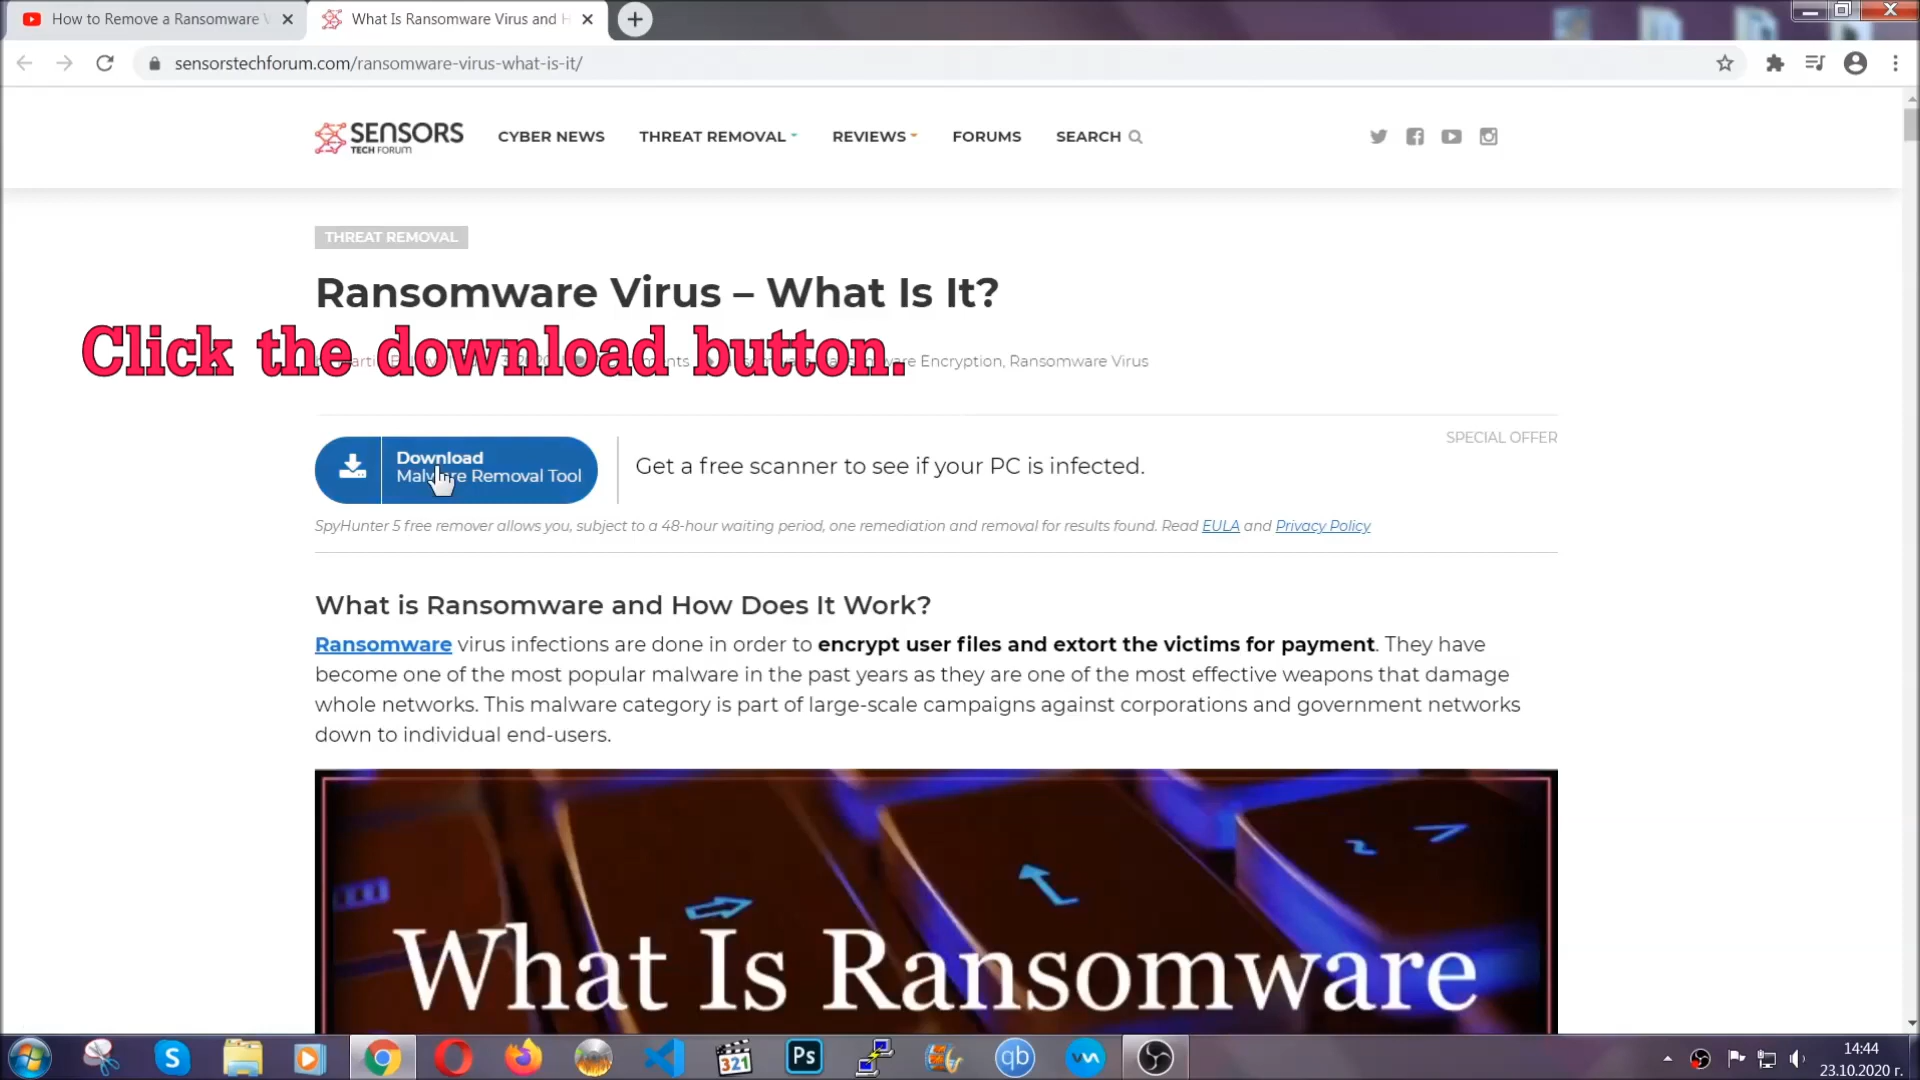 How to Remove a Ransomware
What Is Ransomware Virus and
sensorstechforum.com/ransomware-virus-what-is-it/
SENSORS
TECH FORUM
CYBER NEWS
THREAT REMOVAL
REVIEWS
FORUMS
SEARCH
THREAT REMOVAL
Ransomware Virus – What Is It?
Click the download button.
Encryption, Ransomware Virus
SPECIAL OFFER
Download
Malware Removal Tool
Get a free scanner to see if your PC is infected.
SpyHunter 5 free remover allows you, subject to a 48-hour waiting period, one remediation and removal for results found. Read EULA and Privacy Policy
What is Ransomware and How Does It Work?
Ransomware virus infections are done in order to encrypt user files and extort the victims for payment. They have
become one of the most popular malware in the past years as they are one of the most effective weapons that damage
whole networks. This malware category is part of large-scale campaigns against corporations and government networks
down to individual end-users.
What Is Ransomware
S
321
Ps
qb
14:44
23.10.2020 г.